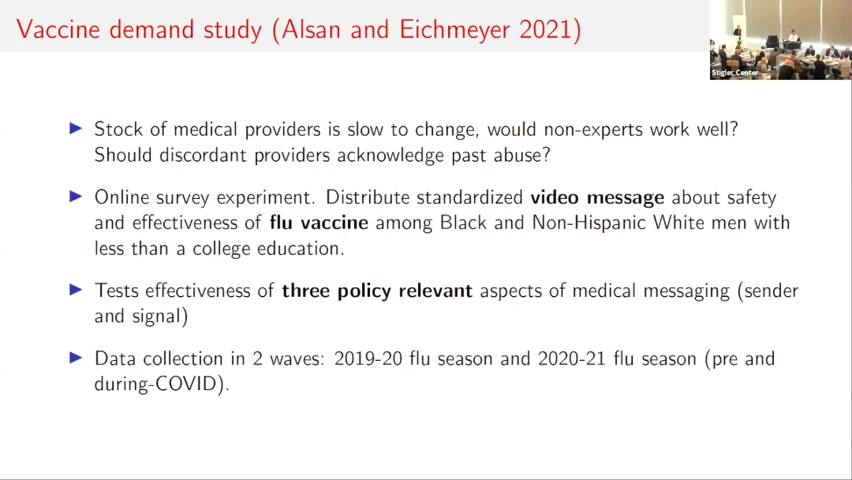 Vaccine demand study (Alsan and Eichmeyer 2021)
Stigler Center
Stock of medical providers is slow to change, would non-experts work well?
Should discordant providers acknowledge past abuse?
Online survey experiment. Distribute standardized video message about safety
and effectiveness of flu vaccine among Black and Non-Hispanic White men with
less than a college education.
Tests effectiveness of three policy relevant aspects of medical messaging (sender
and signal)
Data collection in 2 waves: 2019-20 flu season and 2020-21 flu season (pre and
during-COVID).